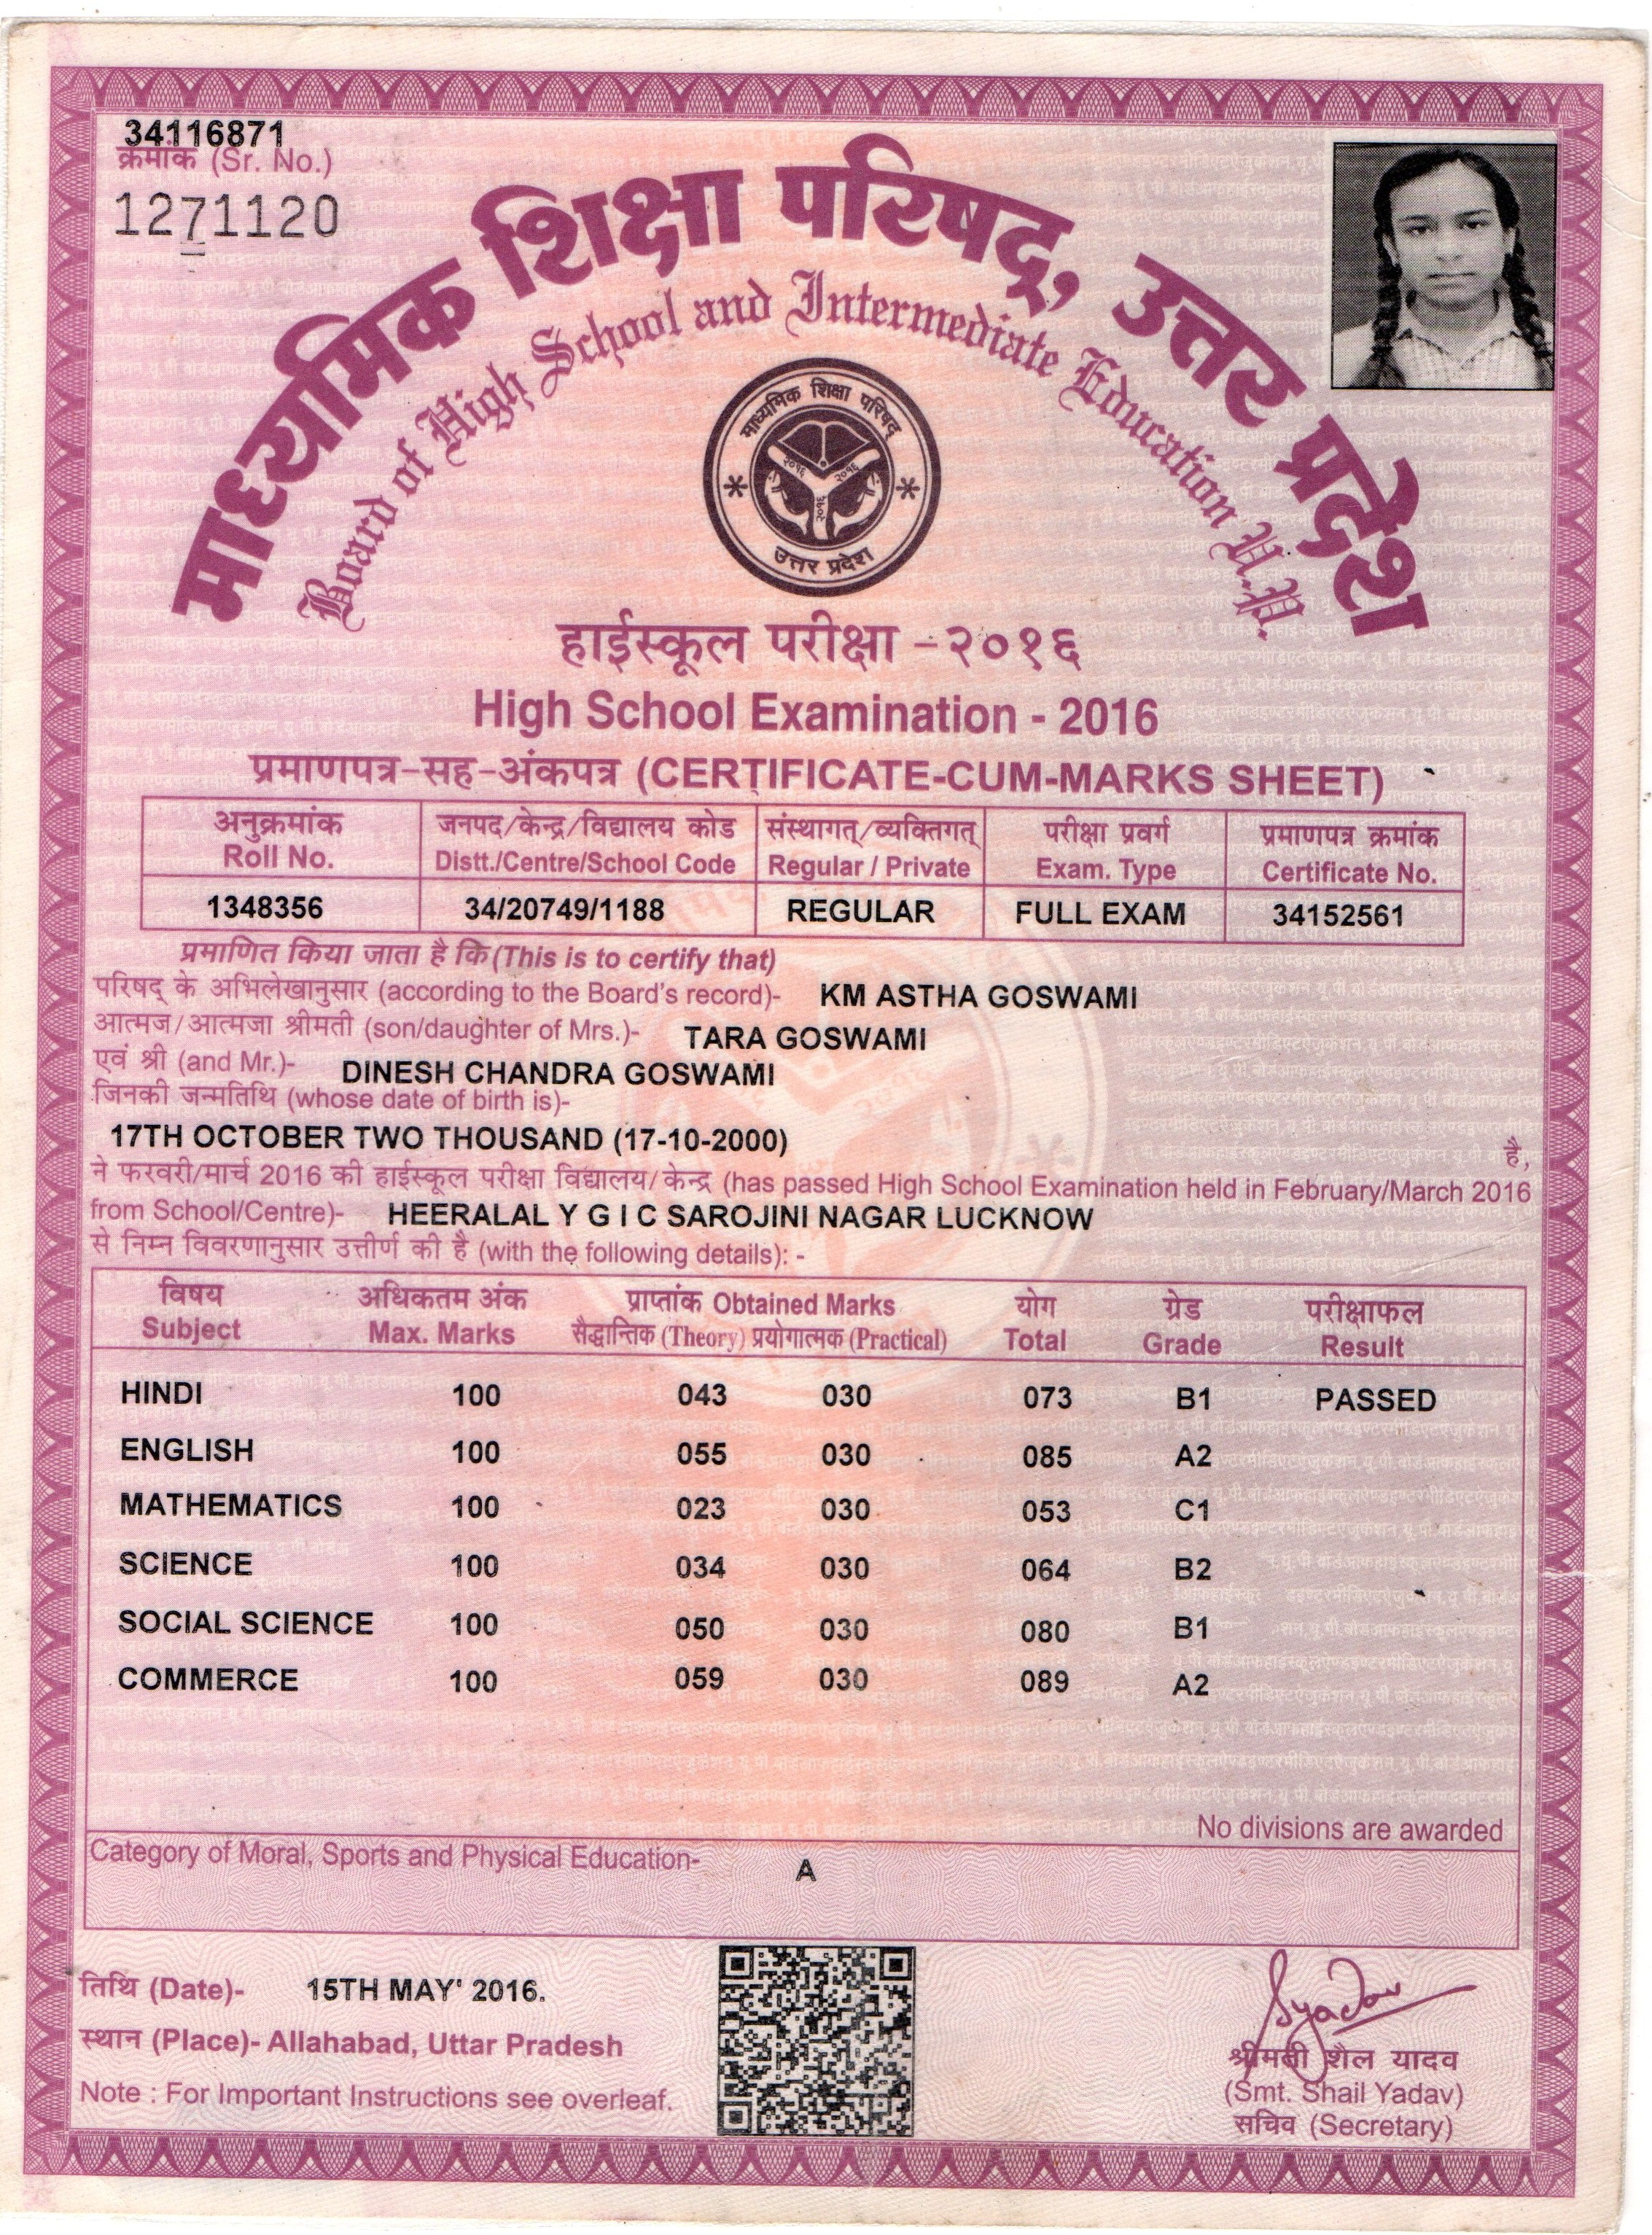 34116871
क्रमांक (Sr. No.)
1271120
माध्यमिक शिक्षा परिषद्, उत्तर प्रदेश
Board of High School and Intermediate Education U.P.
माध्यमिक शिक्षा परिषद्
२०१६ २०१६
२०१६
उत्तर प्रदेश
हाईस्कूल परीक्षा -२०१६
High School Examination - 2016
प्रमाणपत्र-सह-अंकपत्र (CERTIFICATE-CUM-MARKS SHEET)
अनुक्रमांक जनपद/केन्द्र/विद्यालय कोड संस्थागत्/व्यक्तिगत् परीक्षा प्रवर्ग प्रमाणपत्र क्रमांक
Roll No. Distt./Centre/School Code Regular / Private Exam. Type Certificate No.
1348356 34/20749/1188 REGULAR FULL EXAM 34152561
प्रमाणित किया जाता है कि (This is to certify that)
परिषद् के अभिलेखानुसार (according to the Board's record)- KM ASTHA GOSWAMI
आत्मज/आत्मजा श्रीमती (son/daughter of Mrs.)- TARA GOSWAMI
एवं श्री (and Mr.)- DINESH CHANDRA GOSWAMI
जिनकी जन्मतिथि (whose date of birth is)-
17TH OCTOBER TWO THOUSAND (17-10-2000) है,
ने फरवरी/मार्च 2016 की हाईस्कूल परीक्षा विद्यालय/केन्द्र (has passed High School Examination held in February/March 2016
from School/Centre)- HEERALAL Y G I C SAROJINI NAGAR LUCKNOW
से निम्न विवरणानुसार उत्तीर्ण की है (with the following details): -
विषय अधिकतम अंक प्राप्तांक Obtained Marks योग ग्रेड परीक्षाफल
Subject Max. Marks सैद्धान्तिक (Theory) प्रयोगात्मक (Practical) Total Grade Result
HINDI 100 043 030 073 B1 PASSED
ENGLISH 100 055 030 085 A2
MATHEMATICS 100 023 030 053 C1
SCIENCE 100 034 030 064 B2
SOCIAL SCIENCE 100 050 030 080 B1
COMMERCE 100 059 030 089 A2
No divisions are awarded
Category of Moral, Sports and Physical Education- A
तिथि (Date)- 15TH MAY' 2016.
स्थान (Place)- Allahabad, Uttar Pradesh
Note : For Important Instructions see overleaf.
Syadav
श्रीमती शैल यादव
(Smt. Shail Yadav)
सचिव (Secretary)